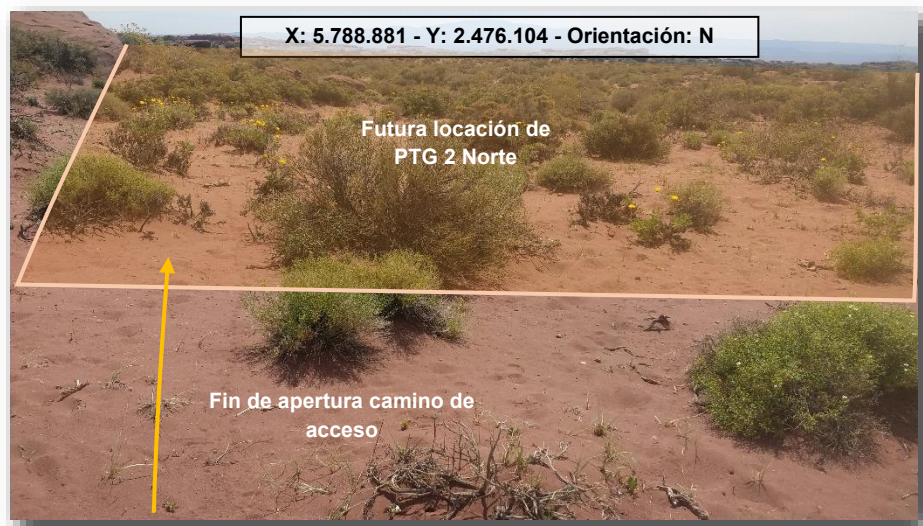 X: 5.788.881 - Y: 2.476.104 - Orientación: N
Futura locación de
PTG 2 Norte
Fin de apertura camino de
acceso